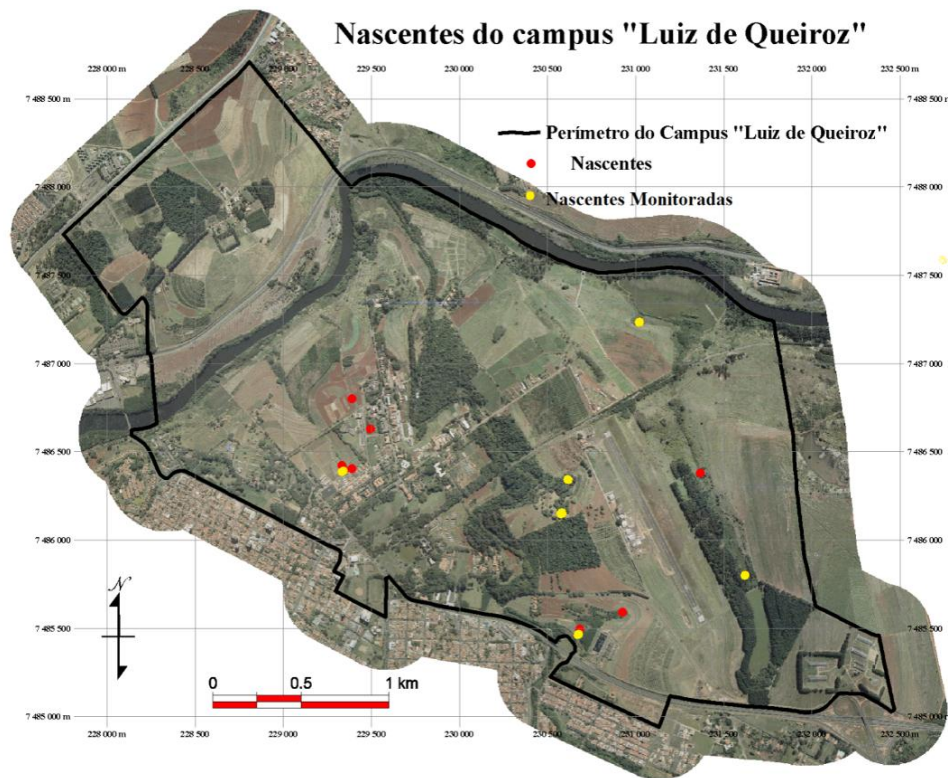 Nascentes do campus "Luiz de Queiroz"
228 000 m 228 500 229 000 229 500 230 000 230 500 231 000 231 500 232 000 232 500 m
7 488 500 m 7 488 500 m
Perímetro do Campus "Luiz de Queiroz"
Nascentes
7 488 000 7 488 000
Nascentes Monitoradas
7 487 500 7 487 500
7 487 000 7 487 000
7 486 500 7 486 500
7 486 000 7 486 000
N
7 485 500 7 485 500
0 0.5 1 km
7 485 000 m 7 485 000 m
228 000 m 228 500 229 000 229 500 230 000 230 500 231 000 231 500 232 000 232 500 m